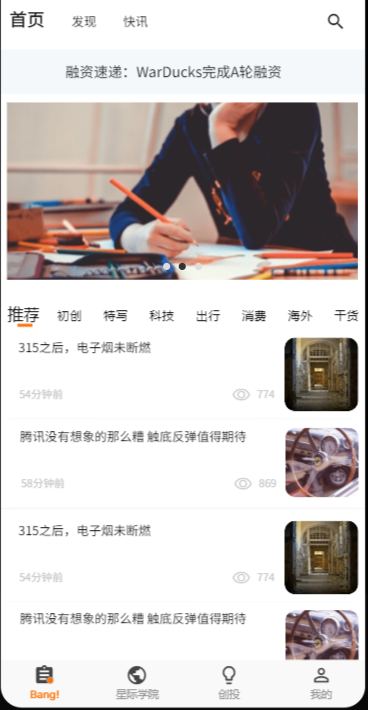 首页 发现 快讯
融资速递：WarDucks完成A轮融资
推荐 初创 特写 科技 出行 消费 海外 干货
315之后，电子烟未断燃
54分钟前 774
腾讯没有想象的那么糟 触底反弹值得期待
58分钟前 869
315之后，电子烟未断燃
54分钟前 774
腾讯没有想象的那么糟 触底反弹值得期待
Bang! 星际学院 创投 我的